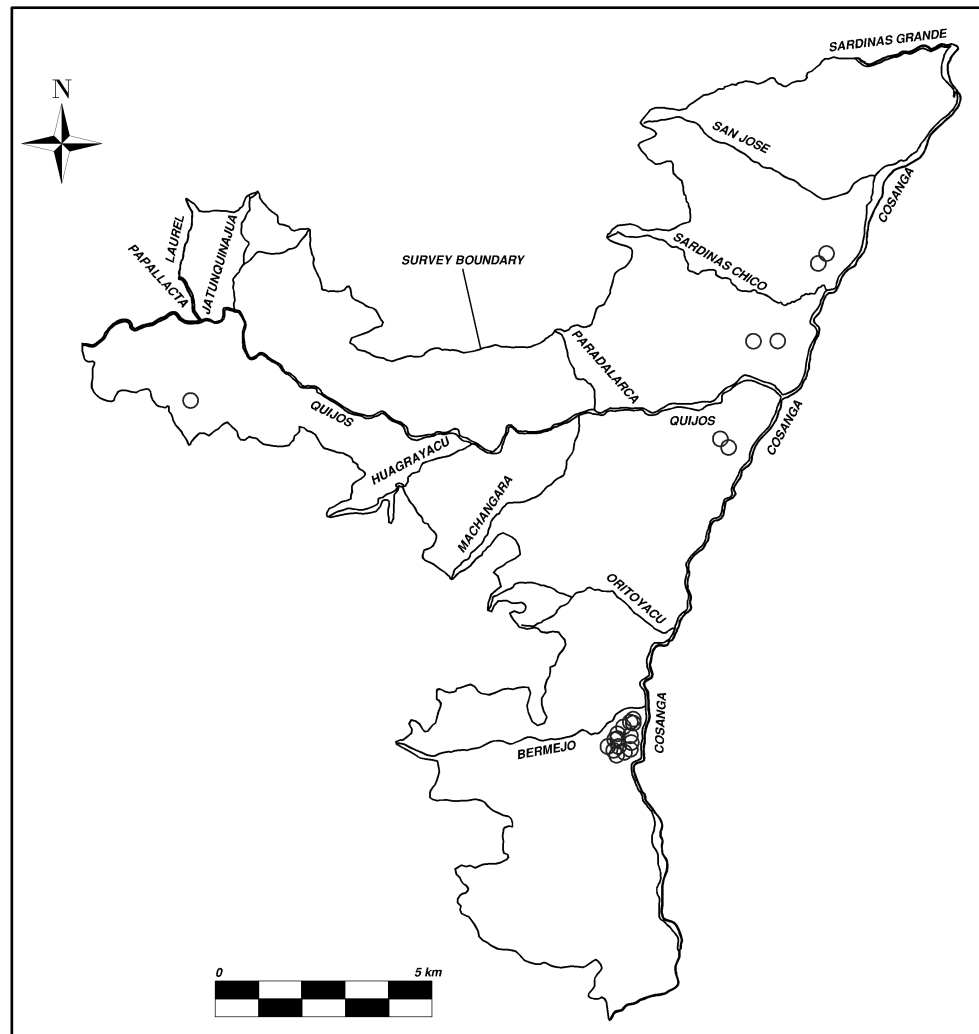 SARDINAS GRANDE
N
SAN JOSE
COSANGA
LAUREL
JATUNQUINAJUA
PAPALLACTA
SURVEY BOUNDARY
SARDINAS CHICO
PARADALARCA
QUIJOS
QUIJOS
COSANGA
HUAGRAYACU
MACHANGARA
ORITOYACU
COSANGA
BERMEJO
0 5 km